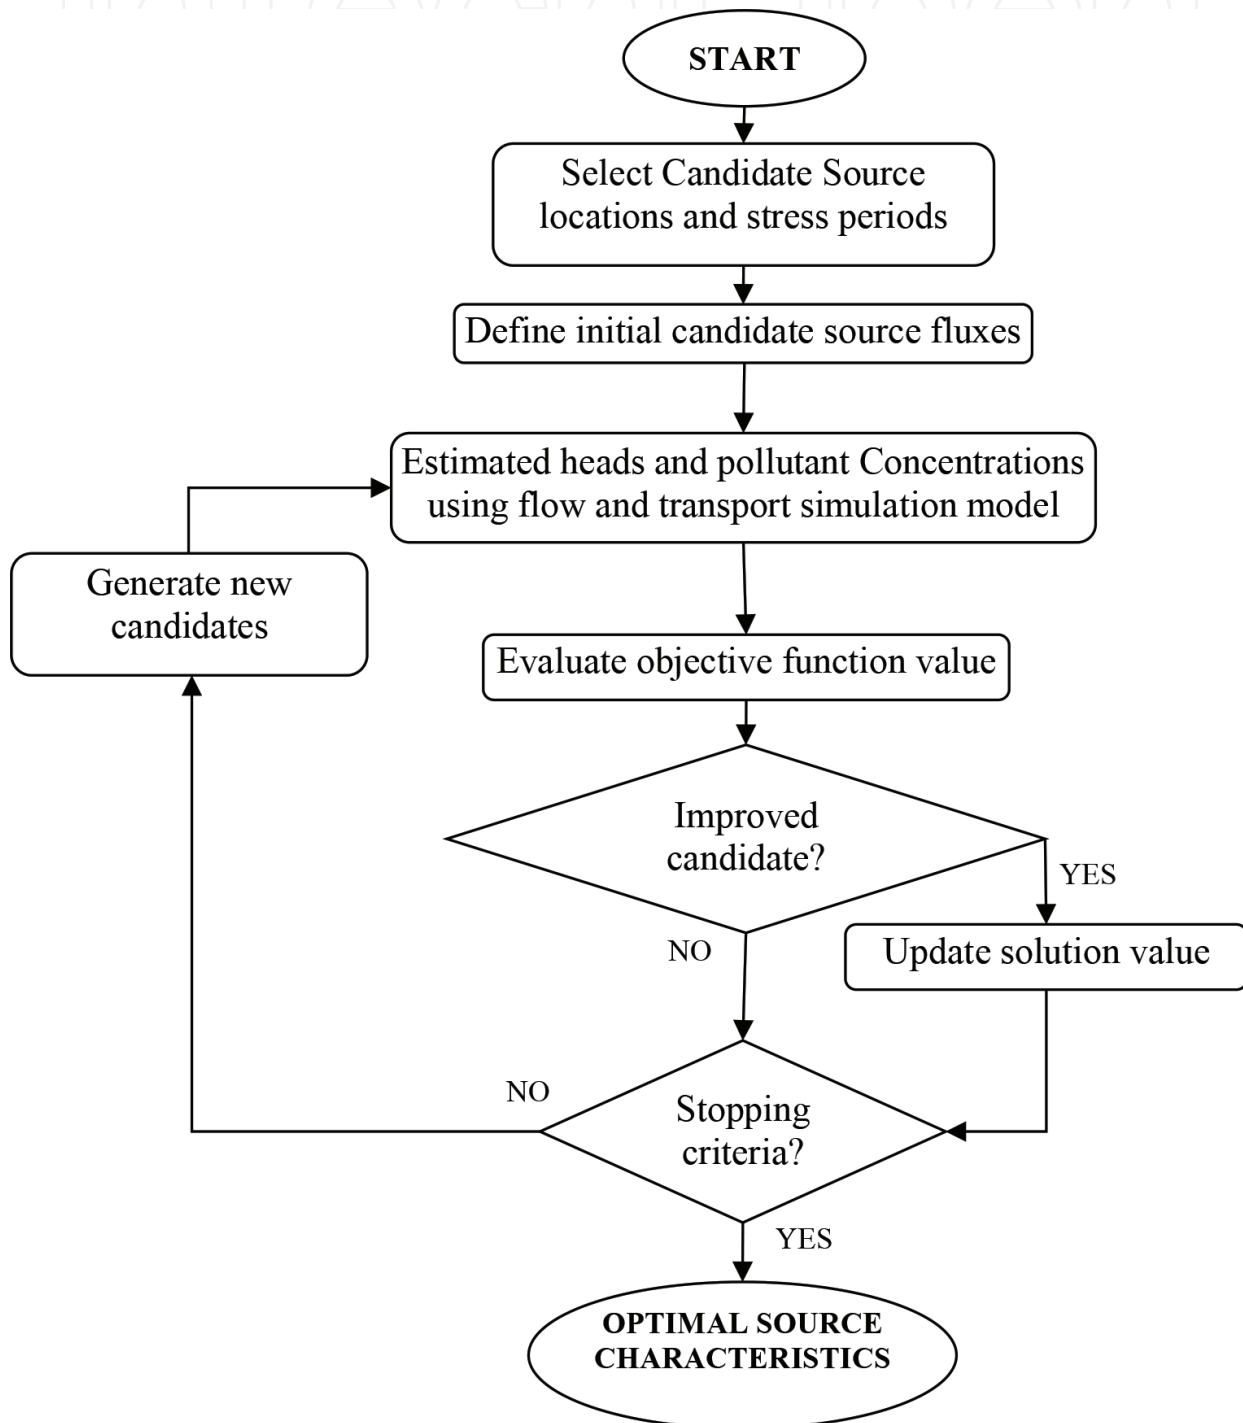 START
Select Candidate Source
locations and stress periods
Define initial candidate source fluxes
Estimated heads and pollutant Concentrations
using flow and transport simulation model
Generate new
candidates
Evaluate objective function value
Improved
candidate?
YES
NO
Update solution value
NO
Stopping
criteria?
YES
OPTIMAL SOURCE
CHARACTERISTICS